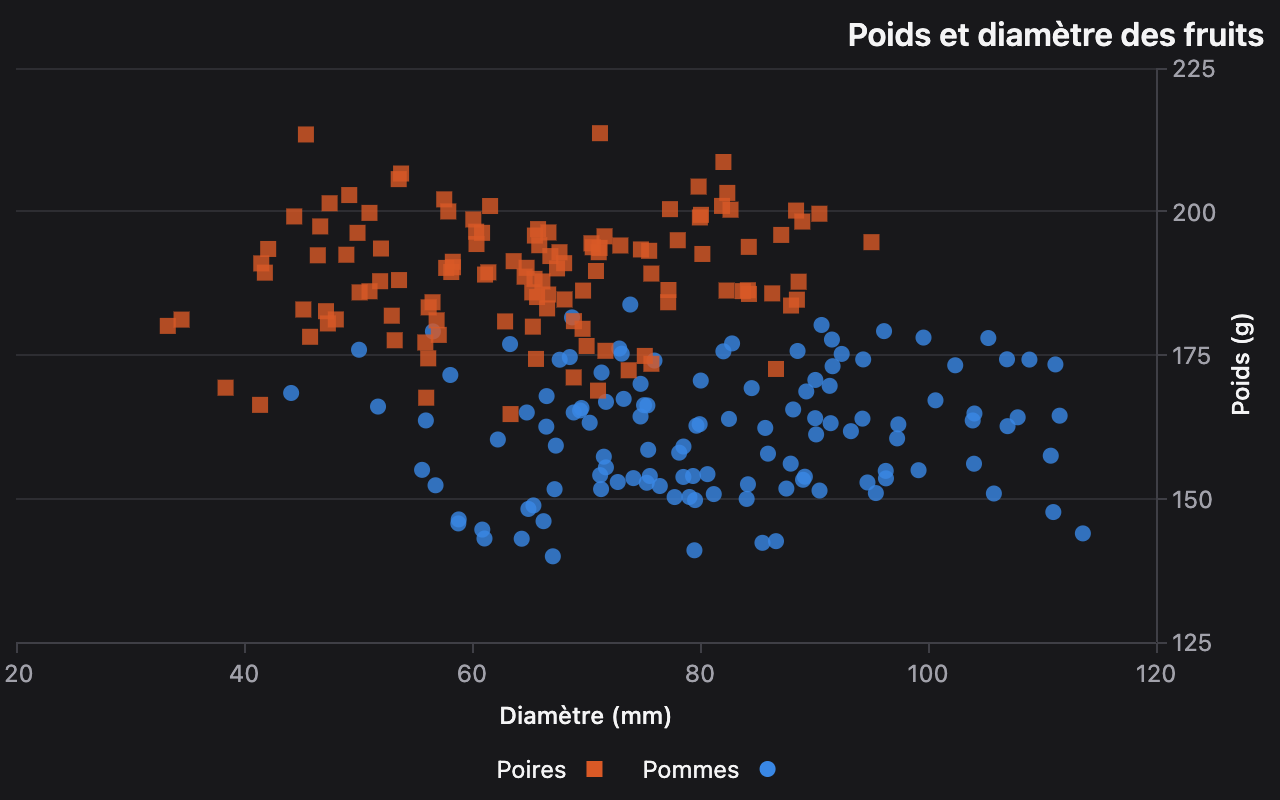 Poids et diamètre des fruits
225
200
175
150
125
Poids (g)
20 40 60 80 100 120
Diamètre (mm)
Poires Pommes